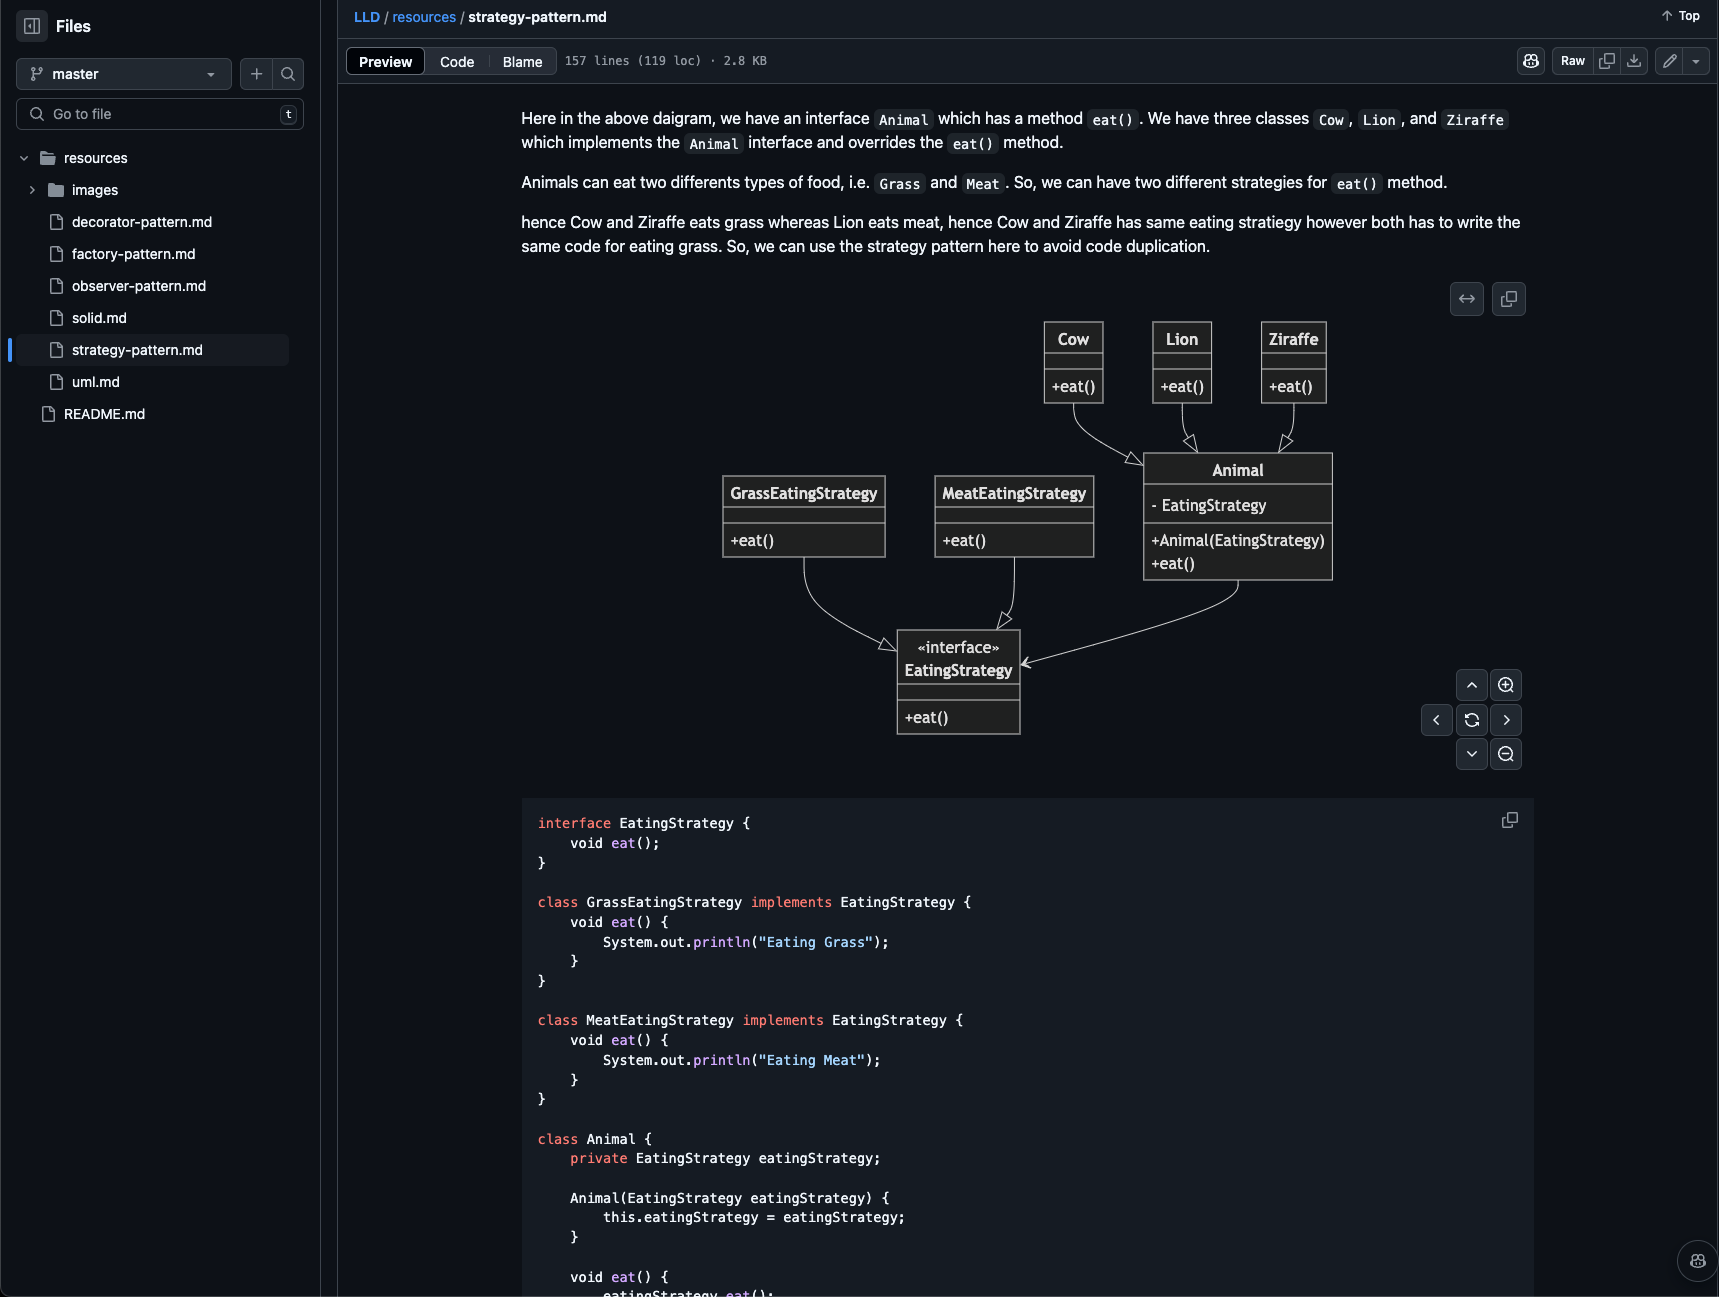 Files
master
Go to file
t
resources
images
decorator-pattern.md
factory-pattern.md
observer-pattern.md
solid.md
strategy-pattern.md
uml.md
README.md
LLD / resources / strategy-pattern.md
Top
Preview
Code
Blame
157 lines (119 loc) · 2.8 KB
Raw
Here in the above daigram, we have an interface Animal which has a method eat() . We have three classes Cow , Lion , and Ziraffe
which implements the Animal interface and overrides the eat() method.
Animals can eat two differents types of food, i.e. Grass and Meat . So, we can have two different strategies for eat() method.
hence Cow and Ziraffe eats grass whereas Lion eats meat, hence Cow and Ziraffe has same eating stratiegy however both has to write the
same code for eating grass. So, we can use the strategy pattern here to avoid code duplication.
Cow
+eat()
Lion
+eat()
Ziraffe
+eat()
GrassEatingStrategy
+eat()
MeatEatingStrategy
+eat()
Animal
- EatingStrategy
+Animal(EatingStrategy)
+eat()
«interface»
EatingStrategy
+eat()
interface EatingStrategy {
    void eat();
}
class GrassEatingStrategy implements EatingStrategy {
    void eat() {
        System.out.println("Eating Grass");
    }
}
class MeatEatingStrategy implements EatingStrategy {
    void eat() {
        System.out.println("Eating Meat");
    }
}
class Animal {
    private EatingStrategy eatingStrategy;
    Animal(EatingStrategy eatingStrategy) {
        this.eatingStrategy = eatingStrategy;
    }
    void eat() {
        eatingStrategy.eat();